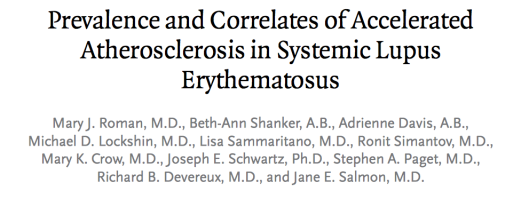 Prevalence and Correlates of Accelerated
Atherosclerosis in Systemic Lupus
Erythematosus
Mary J. Roman, M.D., Beth-Ann Shanker, A.B., Adrienne Davis, A.B.,
Michael D. Lockshin, M.D., Lisa Sammaritano, M.D., Ronit Simantov, M.D.,
Mary K. Crow, M.D., Joseph E. Schwartz, Ph.D., Stephen A. Paget, M.D.,
Richard B. Devereux, M.D., and Jane E. Salmon, M.D.